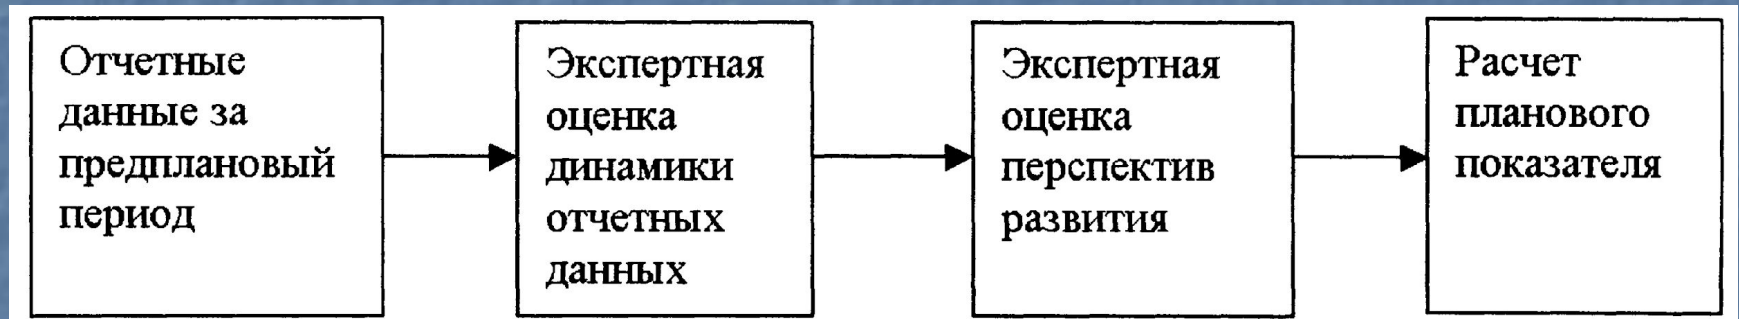 Отчетные
данные за
предплановый
период
Экспертная
оценка
динамики
отчетных
данных
Экспертная
оценка
перспектив
развития
Расчет
планового
показателя